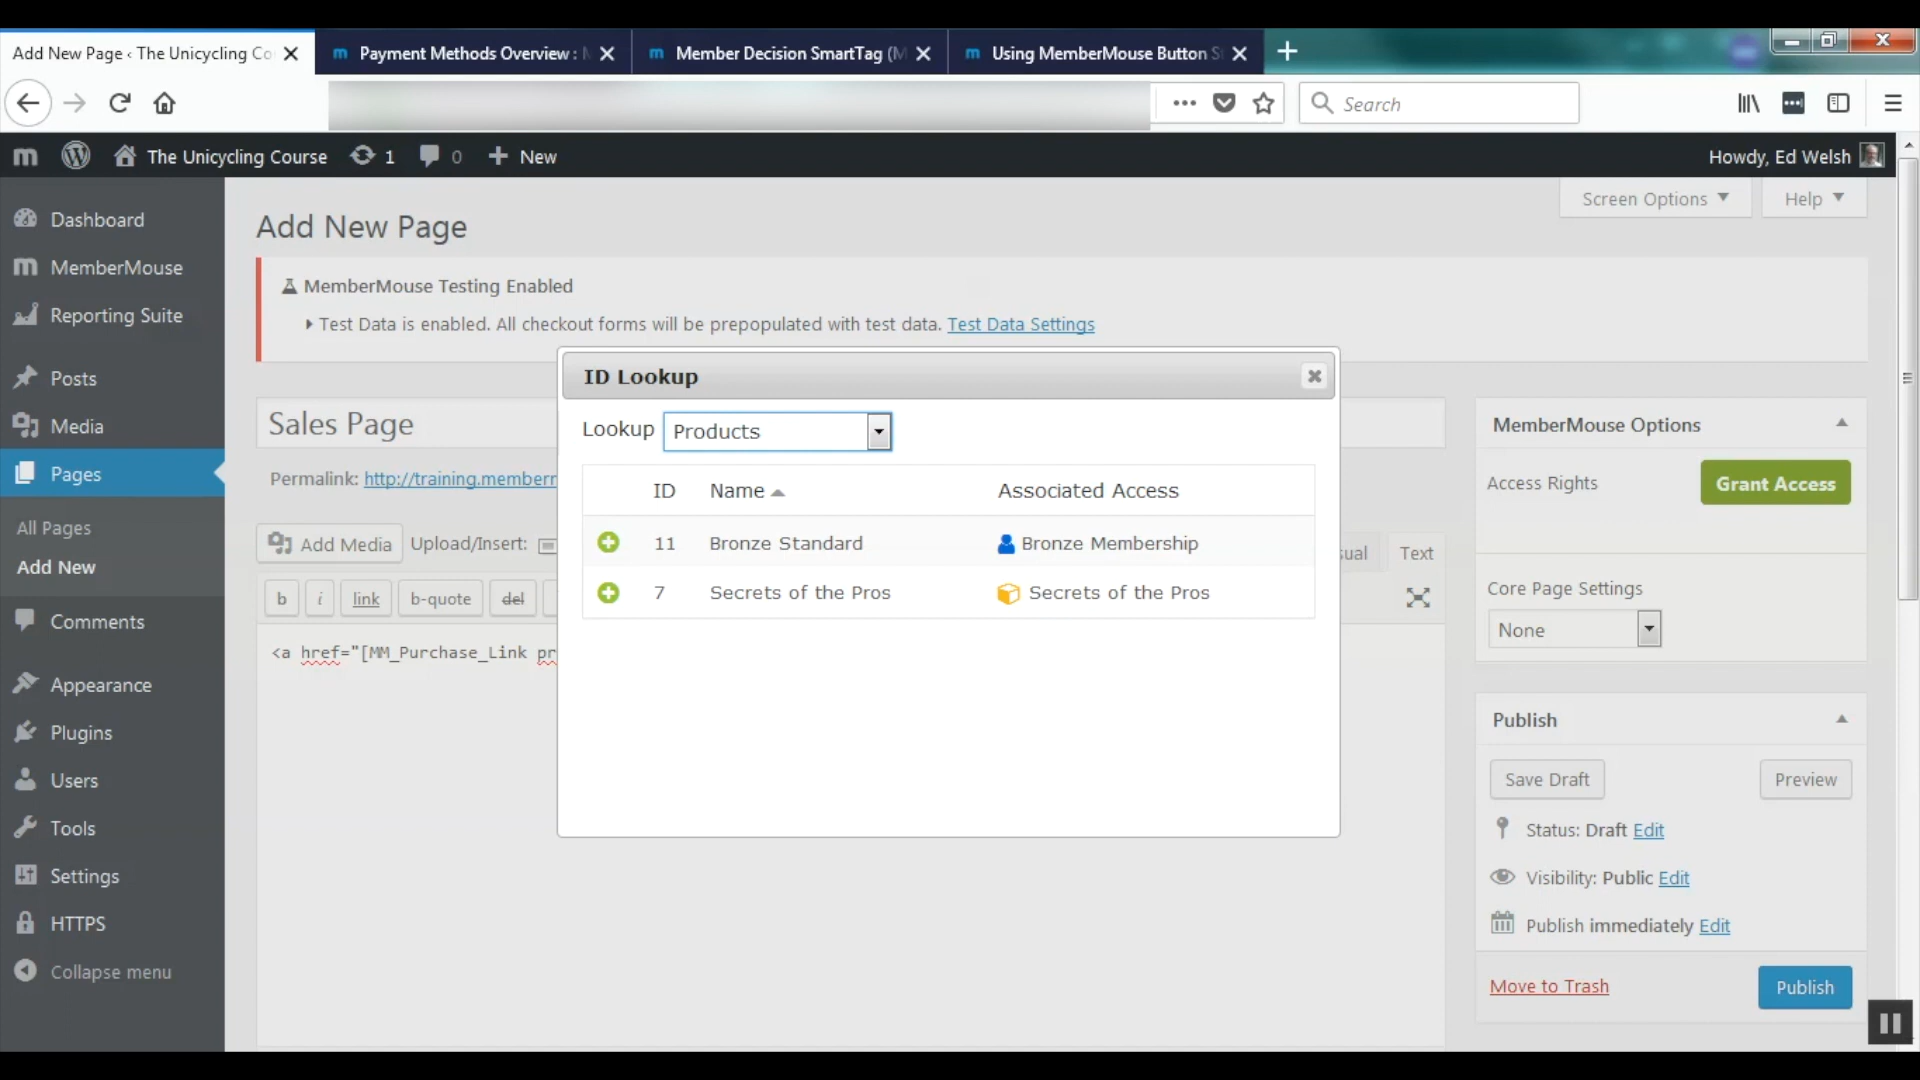 Add New Page ‹ The Unicycling Co
Payment Methods Overview :
Member Decision SmartTag (M
Using MemberMouse Button S
Search
The Unicycling Course
1
0
New
Howdy, Ed Welsh
Screen Options
Help
Dashboard
MemberMouse
Reporting Suite
Posts
Media
Pages
All Pages
Add New
Comments
Appearance
Plugins
Users
Tools
Settings
HTTPS
Collapse menu
Add New Page
MemberMouse Testing Enabled
Test Data is enabled. All checkout forms will be prepopulated with test data. Test Data Settings
Sales Page
Permalink: http://training.member
Add Media
Upload/Insert:
sual
Text
b
i
link
b-quote
del
<a href="[MM_Purchase_Link pr
ID Lookup
Lookup
Products
ID Name Associated Access
11 Bronze Standard Bronze Membership
7 Secrets of the Pros Secrets of the Pros
MemberMouse Options
Access Rights
Grant Access
Core Page Settings
None
Publish
Save Draft
Preview
Status: Draft Edit
Visibility: Public Edit
Publish immediately Edit
Move to Trash
Publish